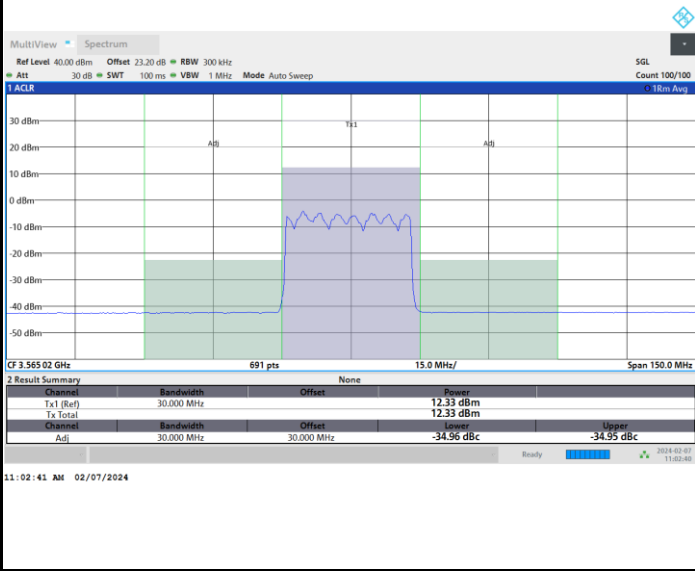 MultiView Spectrum
Ref Level 40.00 dBm Offset 23.20 dB RBW 300 kHz SGL
Att 30 dB SWT 100 ms VBW 1 MHz Mode Auto Sweep Count 100/100
1 ACLR 1Rm Avg
30 dBm
Tx1
20 dBm
Adj Adj
10 dBm
0 dBm
-10 dBm
-20 dBm
-30 dBm
-40 dBm
-50 dBm
CF 3.565 02 GHz 691 pts 15.0 MHz/ Span 150.0 MHz
2 Result Summary None
Channel Bandwidth Offset Power
Tx1 (Ref) 30.000 MHz 12.33 dBm
Tx Total 12.33 dBm
Channel Bandwidth Offset Lower Upper
Adj 30.000 MHz 30.000 MHz -34.96 dBc -34.95 dBc
Ready 2024-02-07
11:02:40
11:02:41 AM 02/07/2024